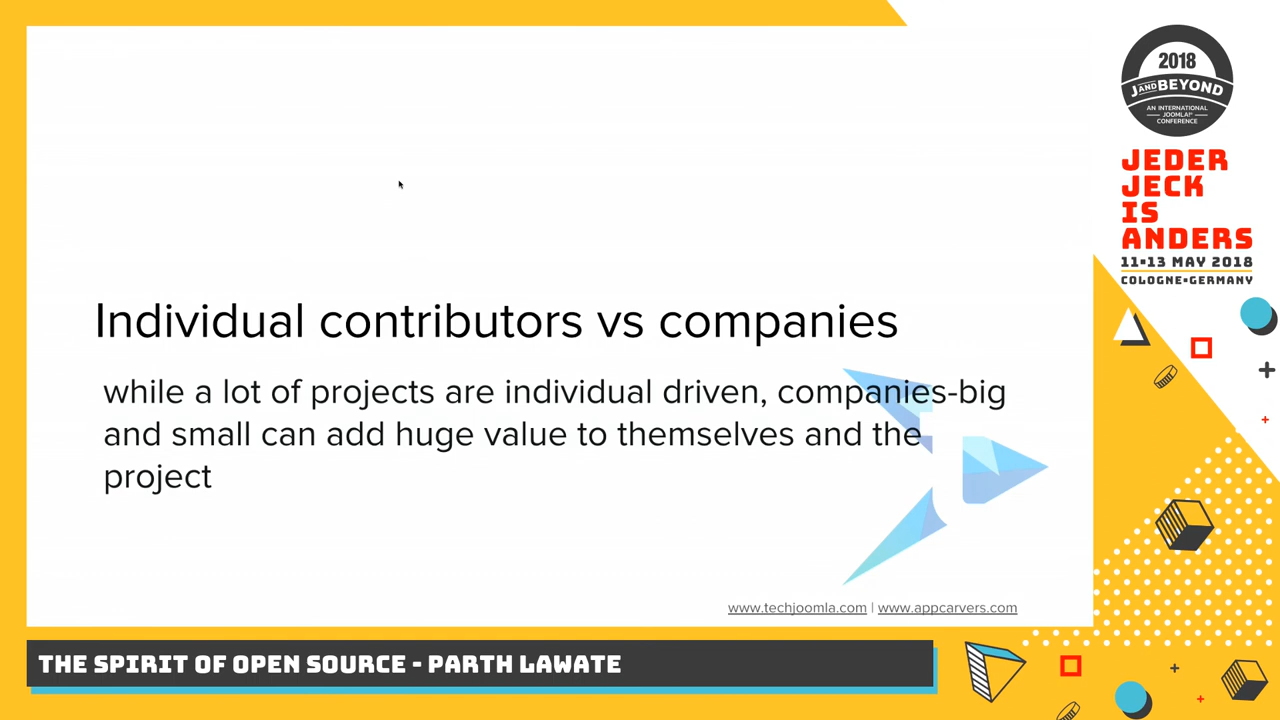 Individual contributors vs companies
while a lot of projects are individual driven, companies-big
and small can add huge value to themselves and the
project
www.techjoomla.com | www.appcarvers.com
THE SPIRIT OF OPEN SOURCE - PARTH LAWATE
2018
J AND BEYOND
AN INTERNATIONAL
JOOMLA!®
CONFERENCE
JEDER
JECK
IS
ANDERS
11-13 MAY 2018
COLOGNE-GERMANY